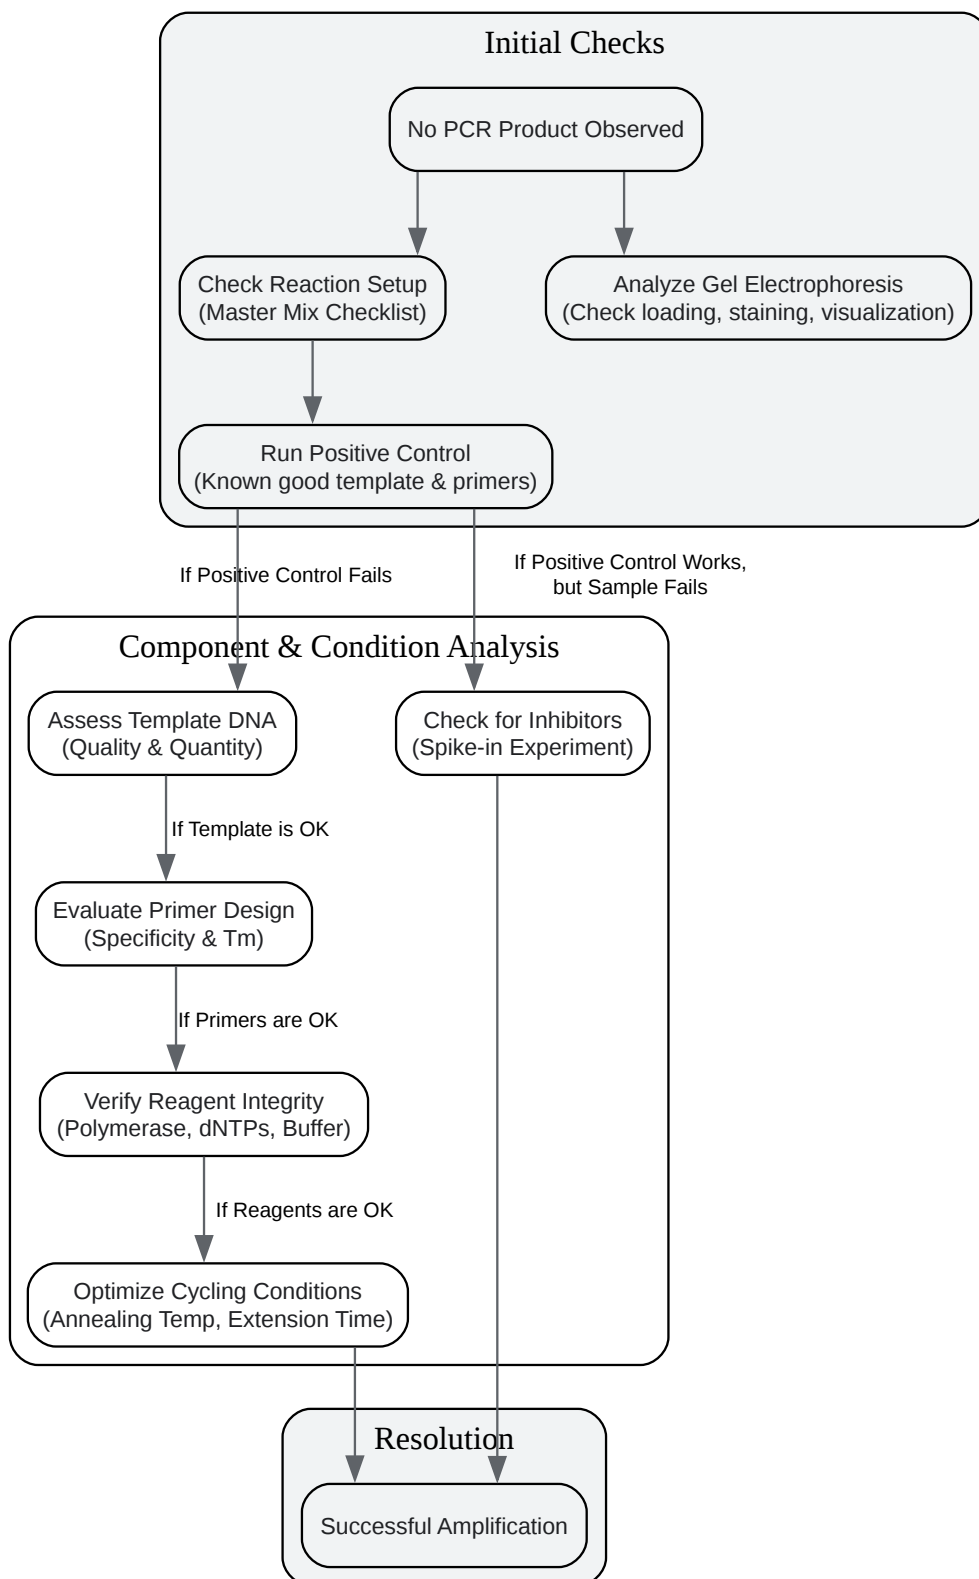 Initial Checks
No PCR Product Observed
Check Reaction Setup
(Master Mix Checklist)
Analyze Gel Electrophoresis
(Check loading, staining, visualization)
Run Positive Control
(Known good template & primers)
If Positive Control Fails
If Positive Control Works,
but Sample Fails
Component & Condition Analysis
Assess Template DNA
(Quality & Quantity)
Check for Inhibitors
(Spike-in Experiment)
If Template is OK
Evaluate Primer Design
(Specificity & Tm)
If Primers are OK
Verify Reagent Integrity
(Polymerase, dNTPs, Buffer)
If Reagents are OK
Optimize Cycling Conditions
(Annealing Temp, Extension Time)
Resolution
Successful Amplification